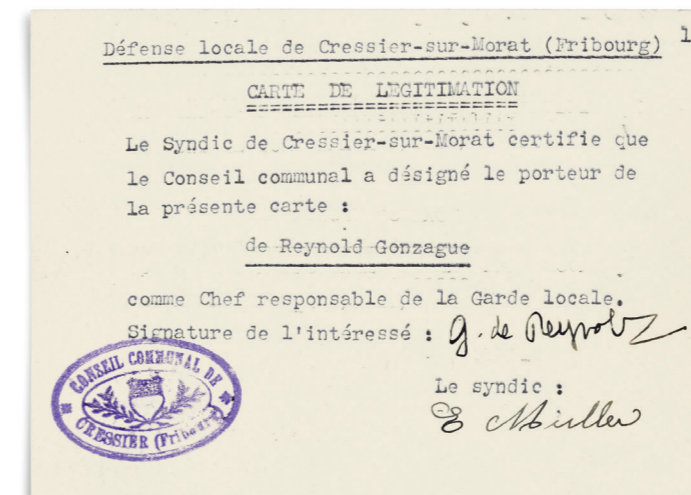 Défense locale de Cressier-sur-Morat (Fribourg) 1
CARTE DE LEGITIMATION
Le Syndic de Cressier-sur-Morat certifie que
le Conseil communal a désigné le porteur de
la présente carte :
de Reynold Gonzague
comme Chef responsable de la Garde locale.
Signature de l'intéressé : G. de Reynold
CONSEIL COMMUNAL DE
CRESSIER (Fribourg)
Le syndic :
E Müller